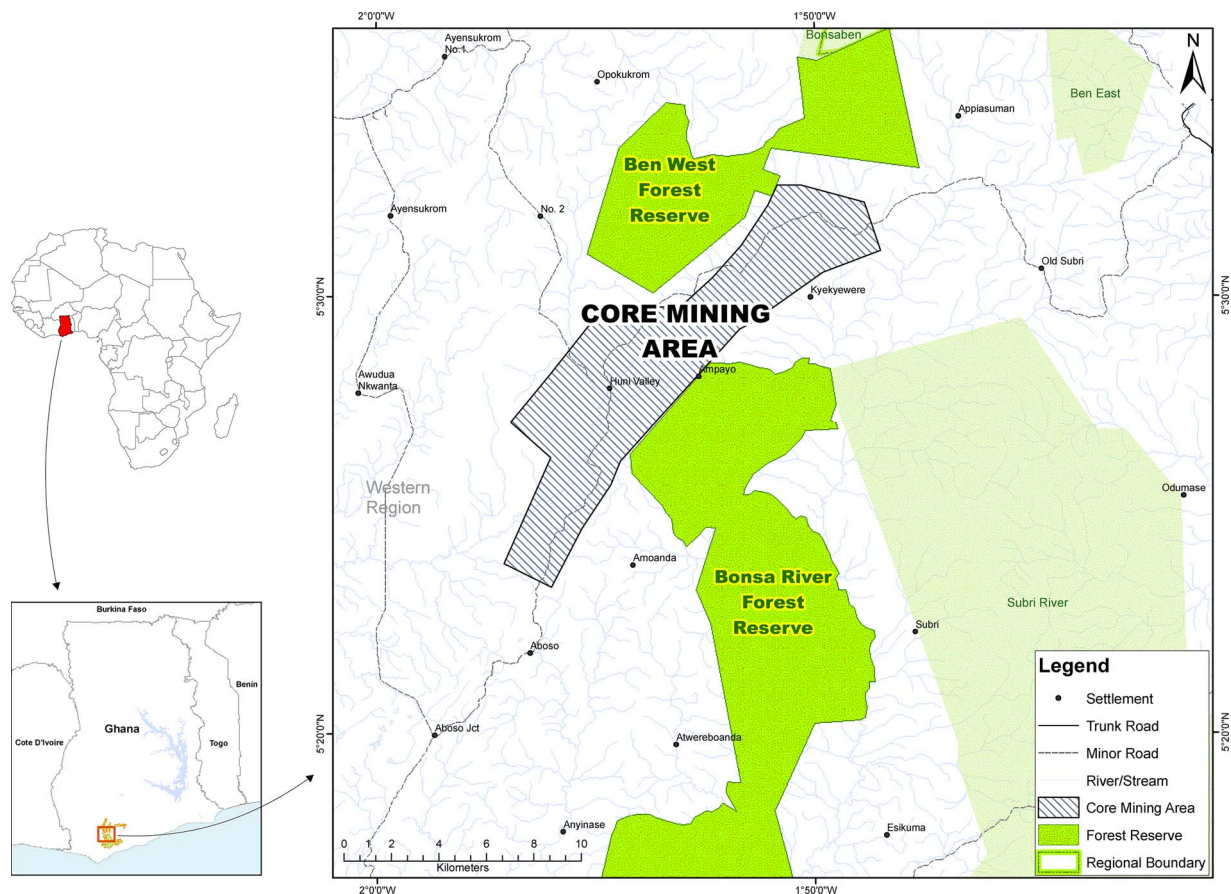 2°0'0"W
1°50'0"W
Bonsaben
N
Ayensukrom
No.1
Opokukrom
Ben East
Appiasuman
Ben West
Forest
Reserve
Ayensukrom
No. 2
Old Subri
5°30'0"N
5°30'0"N
Kyekyewere
CORE MINING
AREA
Ampayo
Awudua
Nkwanta
Huni Valley
Western
Region
Odumase
Amoanda
Bonsa River
Forest
Reserve
Subri River
Subri
Aboso
Aboso Jct
Atwereboanda
5°20'0"N
5°20'0"N
Anyinase
Esikuma
0 1 2 4 6 8 10
Kilometers
2°0'0"W
1°50'0"W
Legend
Settlement
Trunk Road
Minor Road
River/Stream
Core Mining Area
Forest Reserve
Regional Boundary
Burkina Faso
Benin
Ghana
Cote D'Ivoire
Togo